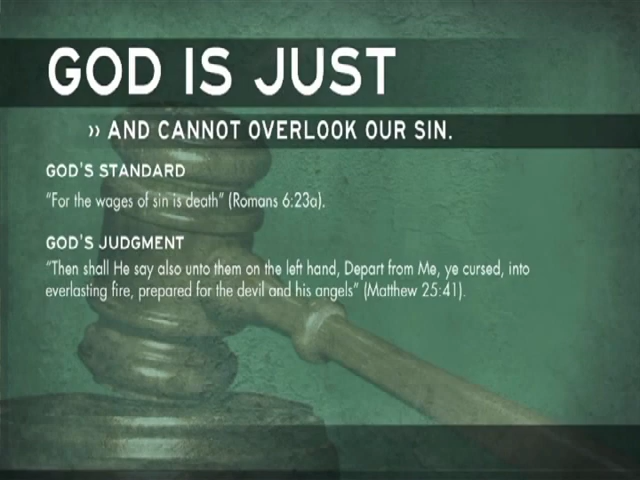 GOD IS JUST
›› AND CANNOT OVERLOOK OUR SIN.
GOD'S STANDARD
"For the wages of sin is death" (Romans 6:23a).
GOD'S JUDGMENT
"Then shall He say also unto them on the left hand, Depart from Me, ye cursed, into
everlasting fire, prepared for the devil and his angels" (Matthew 25:41).